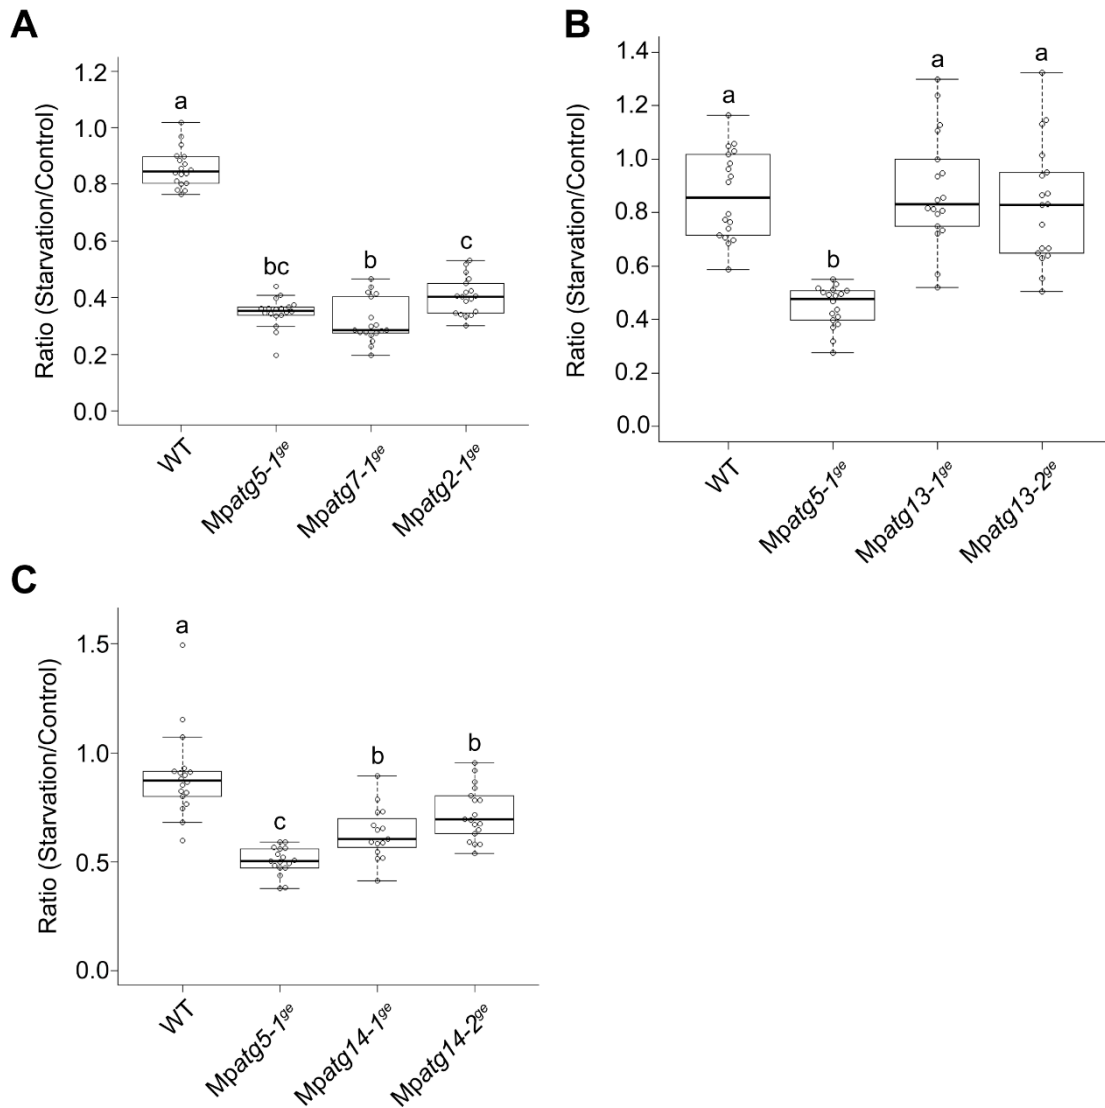 A
Ratio (Starvation/Control)
1.2
1.0
0.8
0.6
0.4
0.2
0.0
a
bc
b
c
WT
Mpatg5-1ge
Mpatg7-1ge
Mpatg2-1ge
B
Ratio (Starvation/Control)
1.4
1.2
1.0
0.8
0.6
0.4
0.2
0.0
a
b
a
a
WT
Mpatg5-1ge
Mpatg13-1ge
Mpatg13-2ge
C
Ratio (Starvation/Control)
1.5
1.0
0.5
0.0
a
c
b
b
WT
Mpatg5-1ge
Mpatg14-1ge
Mpatg14-2ge